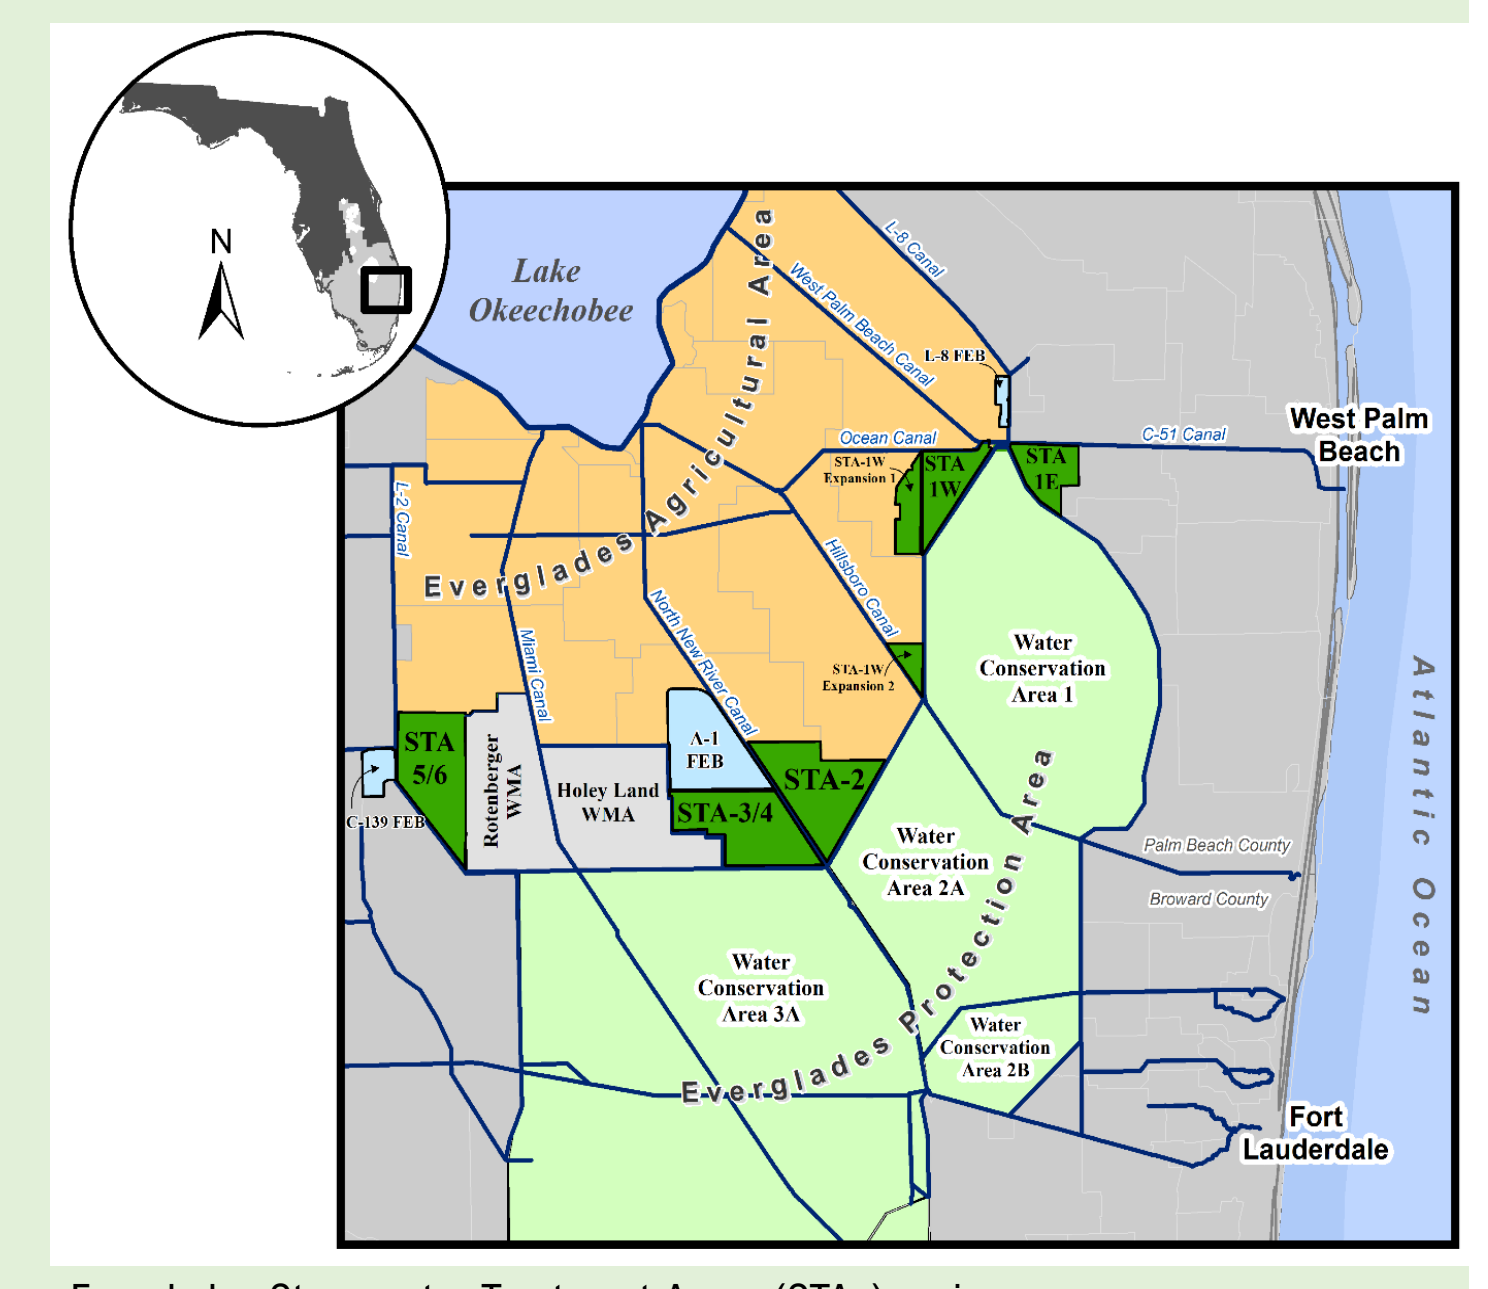 N
Lake
Okeechobee
Everglades Agricultural Area
L-8 Canal
West Palm Beach Canal
L-8 FEB
Ocean Canal
C-51 Canal
West Palm
Beach
STA-1W
Expansion 1
STA
1W
STA
1E
L-2 Canal
Hillsboro Canal
North New River Canal
Miami Canal
STA-1W
Expansion 2
Water
Conservation
Area 1
Atlantic Ocean
STA
5/6
Rotenberger
WMA
A-1
FEB
Holey Land
WMA
STA-2
STA-3/4
C-139 FEB
Water
Conservation
Area 2A
Palm Beach County
Broward County
Everglades Protection Area
Water
Conservation
Area 3A
Water
Conservation
Area 2B
Fort
Lauderdale